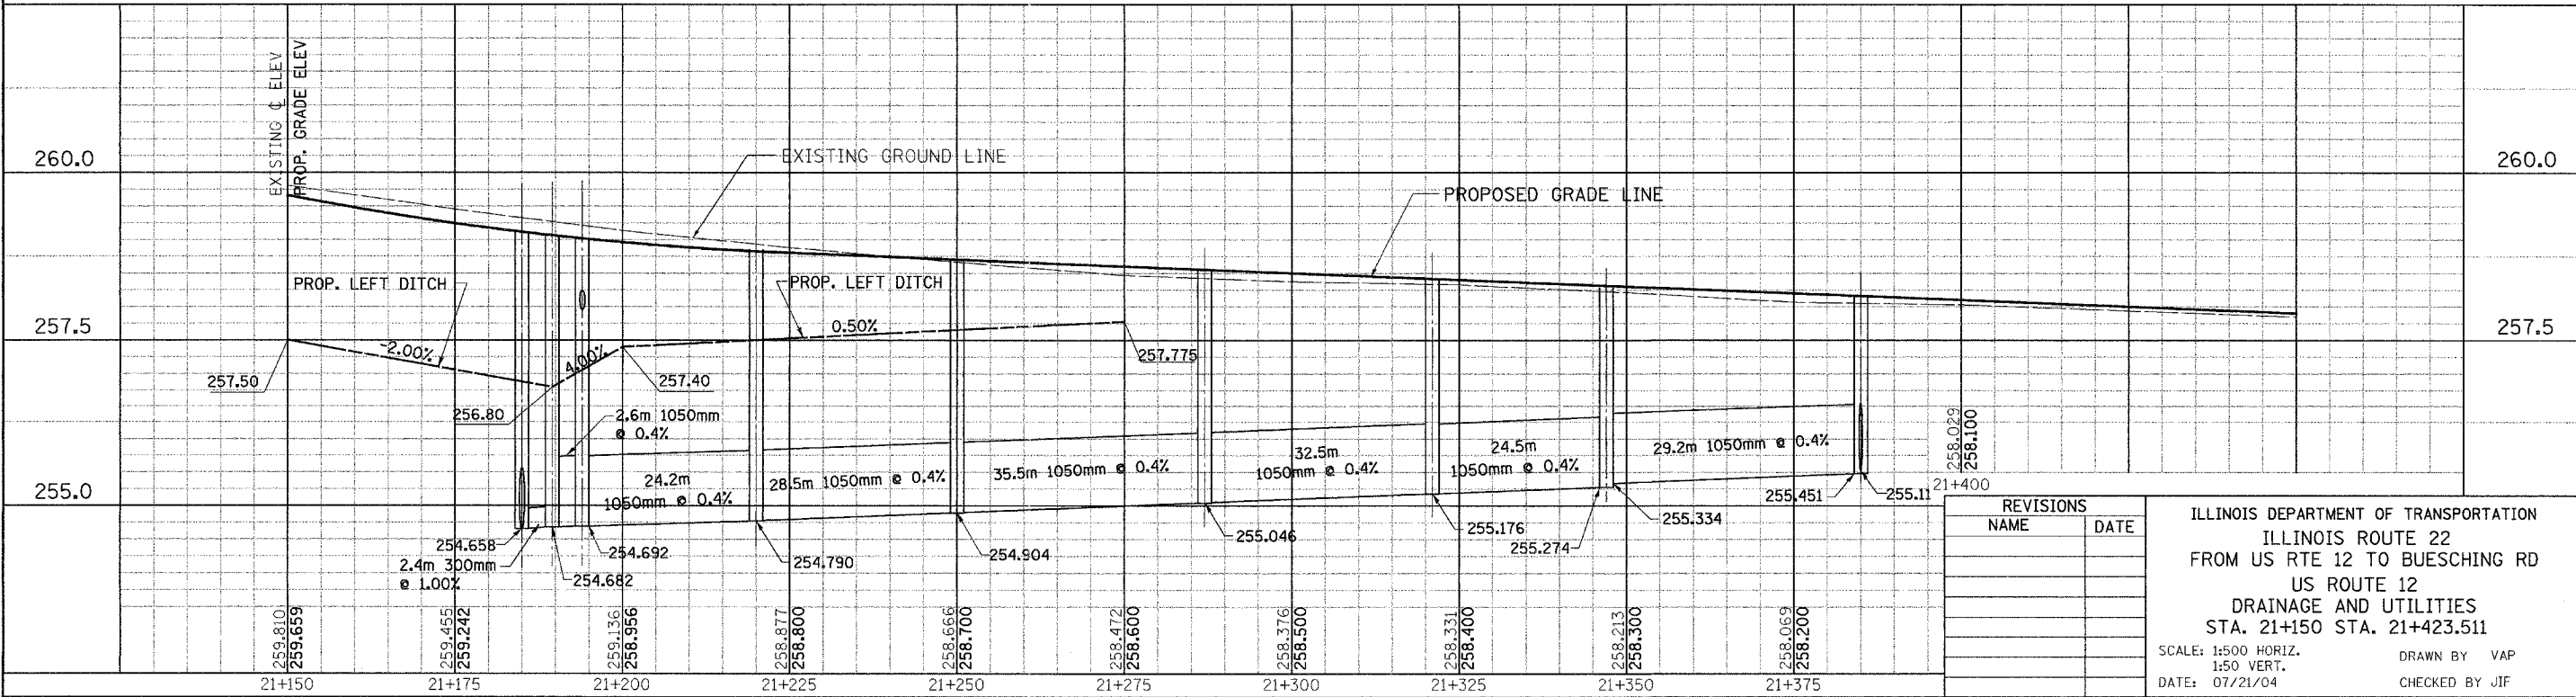 EXISTING ℄ ELEV
PROP. GRADE ELEV
260.0
EXISTING GROUND LINE
PROPOSED GRADE LINE
260.0
257.5
PROP. LEFT DITCH
-2.00%
4.00%
PROP. LEFT DITCH
0.50%
257.775
257.5
257.50
256.80
257.40
2.6m 1050mm
@ 0.4%
24.2m
1050mm @ 0.4%
28.5m 1050mm @ 0.4%
35.5m 1050mm @ 0.4%
32.5m
1050mm @ 0.4%
24.5m
1050mm @ 0.4%
29.2m 1050mm @ 0.4%
255.0
254.658
2.4m 300mm
@ 1.00%
254.682
254.692
254.790
254.904
255.046
255.176
255.274
255.334
255.451
255.11
259.810
259.659
259.455
259.242
259.136
258.956
258.877
258.800
258.666
258.700
258.472
258.600
258.376
258.500
258.331
258.400
258.213
258.300
258.069
258.200
258.029
258.100
21+400
21+150
21+175
21+200
21+225
21+250
21+275
21+300
21+325
21+350
21+375
REVISIONS
NAME DATE
ILLINOIS DEPARTMENT OF TRANSPORTATION
ILLINOIS ROUTE 22
FROM US RTE 12 TO BUESCHING RD
US ROUTE 12
DRAINAGE AND UTILITIES
STA. 21+150 STA. 21+423.511
SCALE: 1:500 HORIZ.
1:50 VERT.
DATE: 07/21/04
DRAWN BY VAP
CHECKED BY JIF